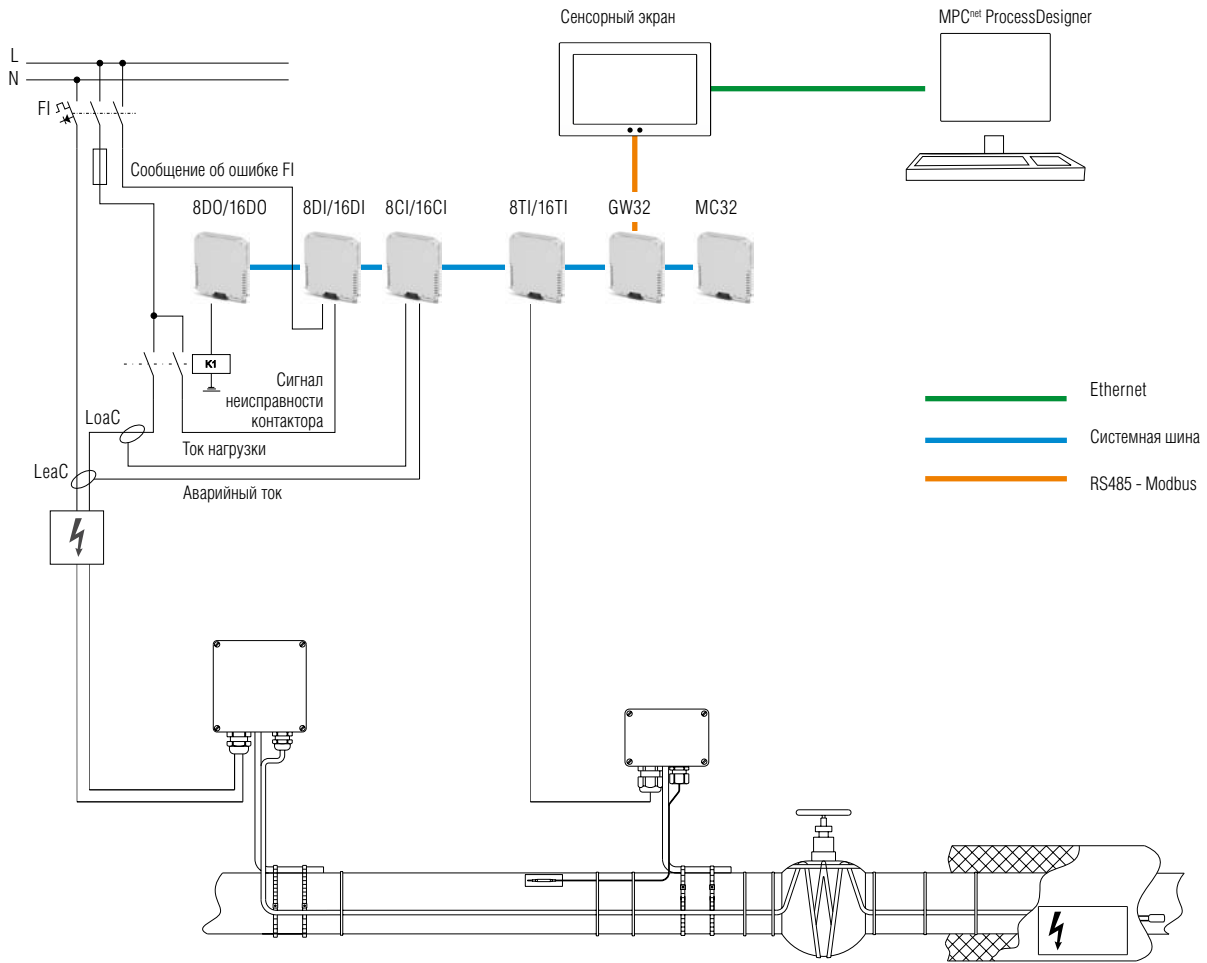 Сенсорный экран
MPCnet ProcessDesigner
L
N
FI
Сообщение об ошибке FI
8DO/16DO
8DI/16DI
8CI/16CI
8TI/16TI
GW32
MC32
K1
Сигнал
неисправности
контактора
LoaC
Ток нагрузки
LeaC
Аварийный ток
Ethernet
Системная шина
RS485 - Modbus